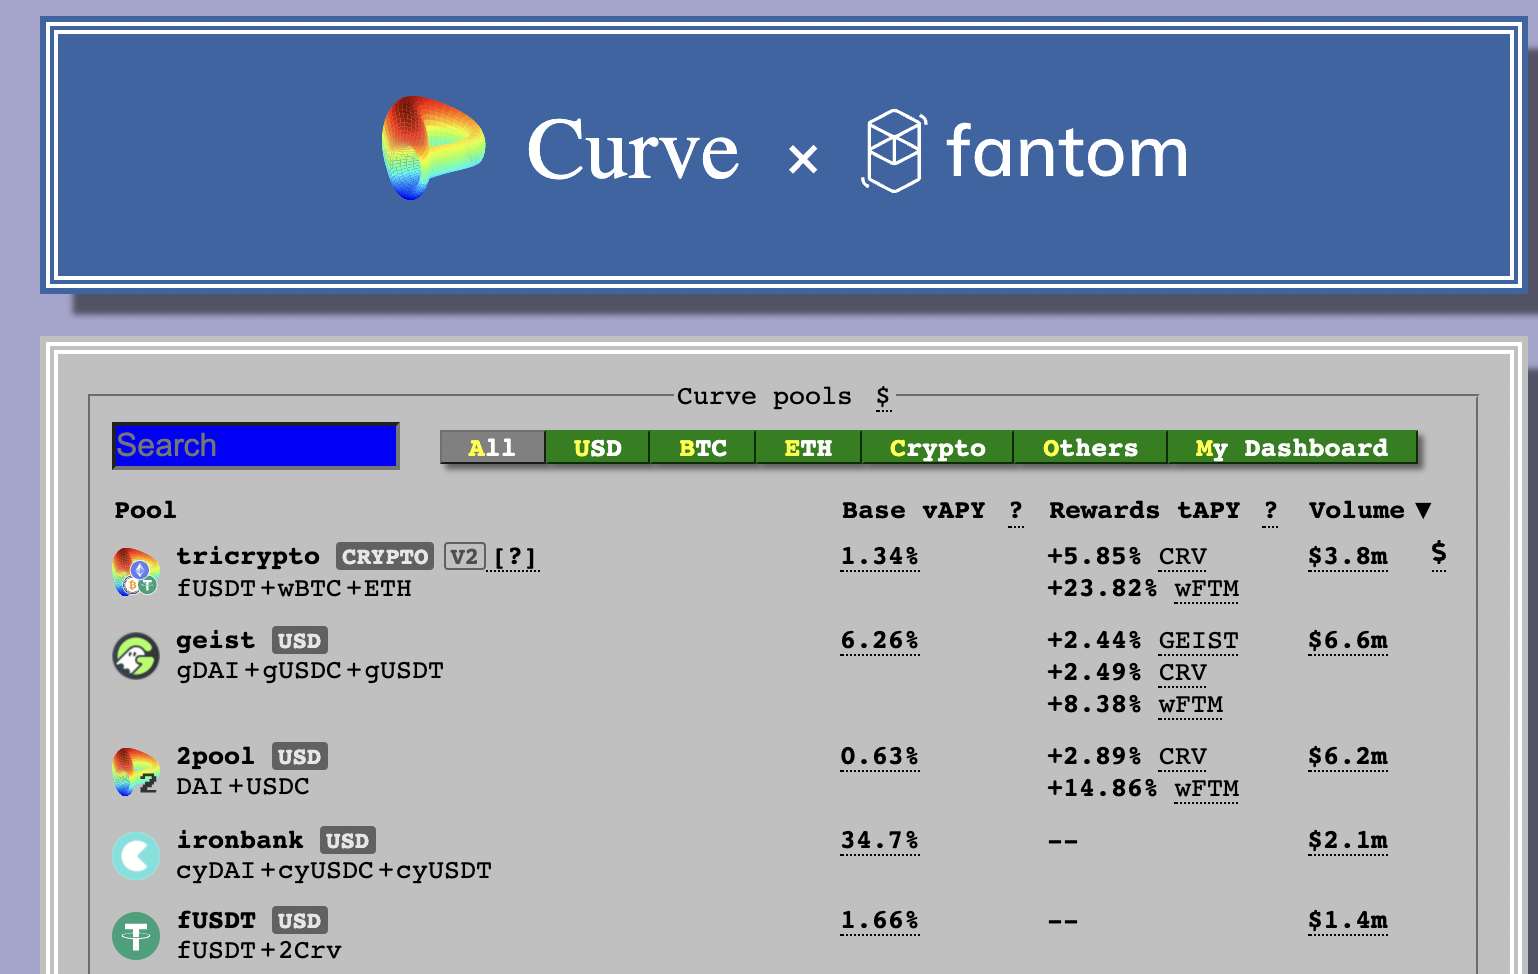 Curve × fantom
Curve pools $
Search
All USD BTC ETH Crypto Others My Dashboard
Pool Base vAPY ? Rewards tAPY ? Volume ▼
tricrypto CRYPTO V2 [?] 1.34% +5.85% CRV $3.8m $
fUSDT+wBTC+ETH +23.82% wFTM
geist USD 6.26% +2.44% GEIST $6.6m
gDAI+gUSDC+gUSDT +2.49% CRV
+8.38% wFTM
2pool USD 0.63% +2.89% CRV $6.2m
DAI+USDC +14.86% wFTM
ironbank USD 34.7% -- $2.1m
cyDAI+cyUSDC+cyUSDT
fUSDT USD 1.66% -- $1.4m
fUSDT+2Crv